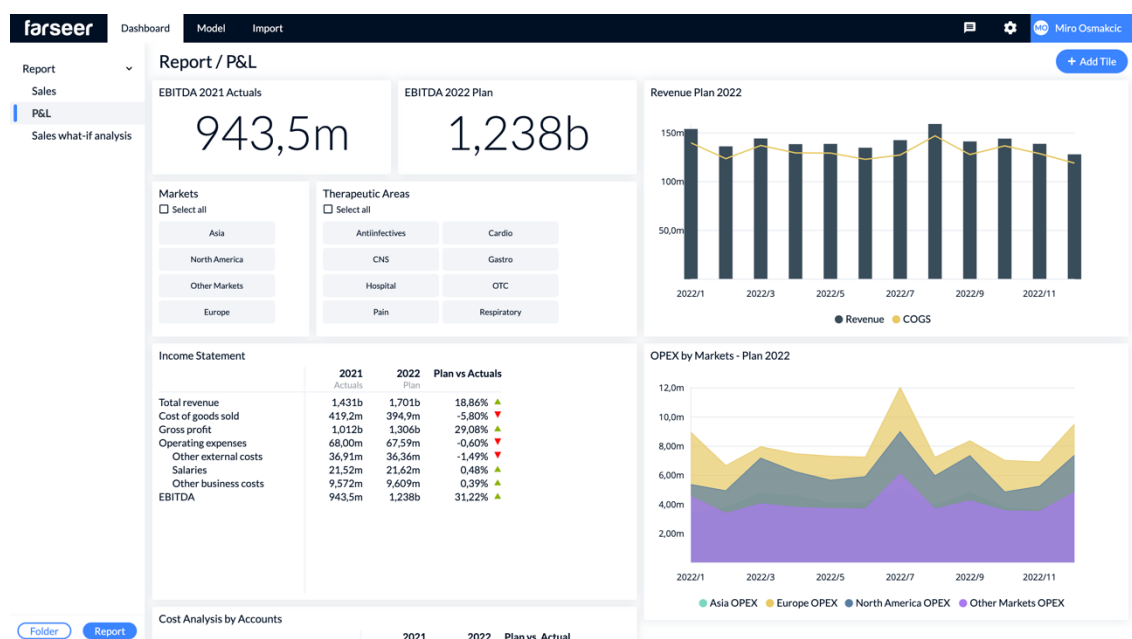 farseer Dashboard Model Import MO Miro Osmakcic
Report
Sales
P&L
Sales what-if analysis
Folder Report
Report / P&L + Add Tile
EBITDA 2021 Actuals
943,5m
EBITDA 2022 Plan
1,238b
Markets
Select all
Asia
North America
Other Markets
Europe
Therapeutic Areas
Select all
Antiinfectives Cardio
CNS Gastro
Hospital OTC
Pain Respiratory
Revenue Plan 2022
150m
100m
50,0m
2022/1 2022/3 2022/5 2022/7 2022/9 2022/11
Revenue COGS
Income Statement
2021 2022 Plan vs Actuals
Actuals Plan
Total revenue 1,431b 1,701b 18,86%
Cost of goods sold 419,2m 394,9m -5,80%
Gross profit 1,012b 1,306b 29,08%
Operating expenses 68,00m 67,59m -0,60%
Other external costs 36,91m 36,36m -1,49%
Salaries 21,52m 21,62m 0,48%
Other business costs 9,572m 9,609m 0,39%
EBITDA 943,5m 1,238b 31,22%
OPEX by Markets - Plan 2022
12,0m
10,0m
8,00m
6,00m
4,00m
2,00m
2022/1 2022/3 2022/5 2022/7 2022/9 2022/11
Asia OPEX Europe OPEX North America OPEX Other Markets OPEX
Cost Analysis by Accounts
2021 2022 Plan vs. Actual